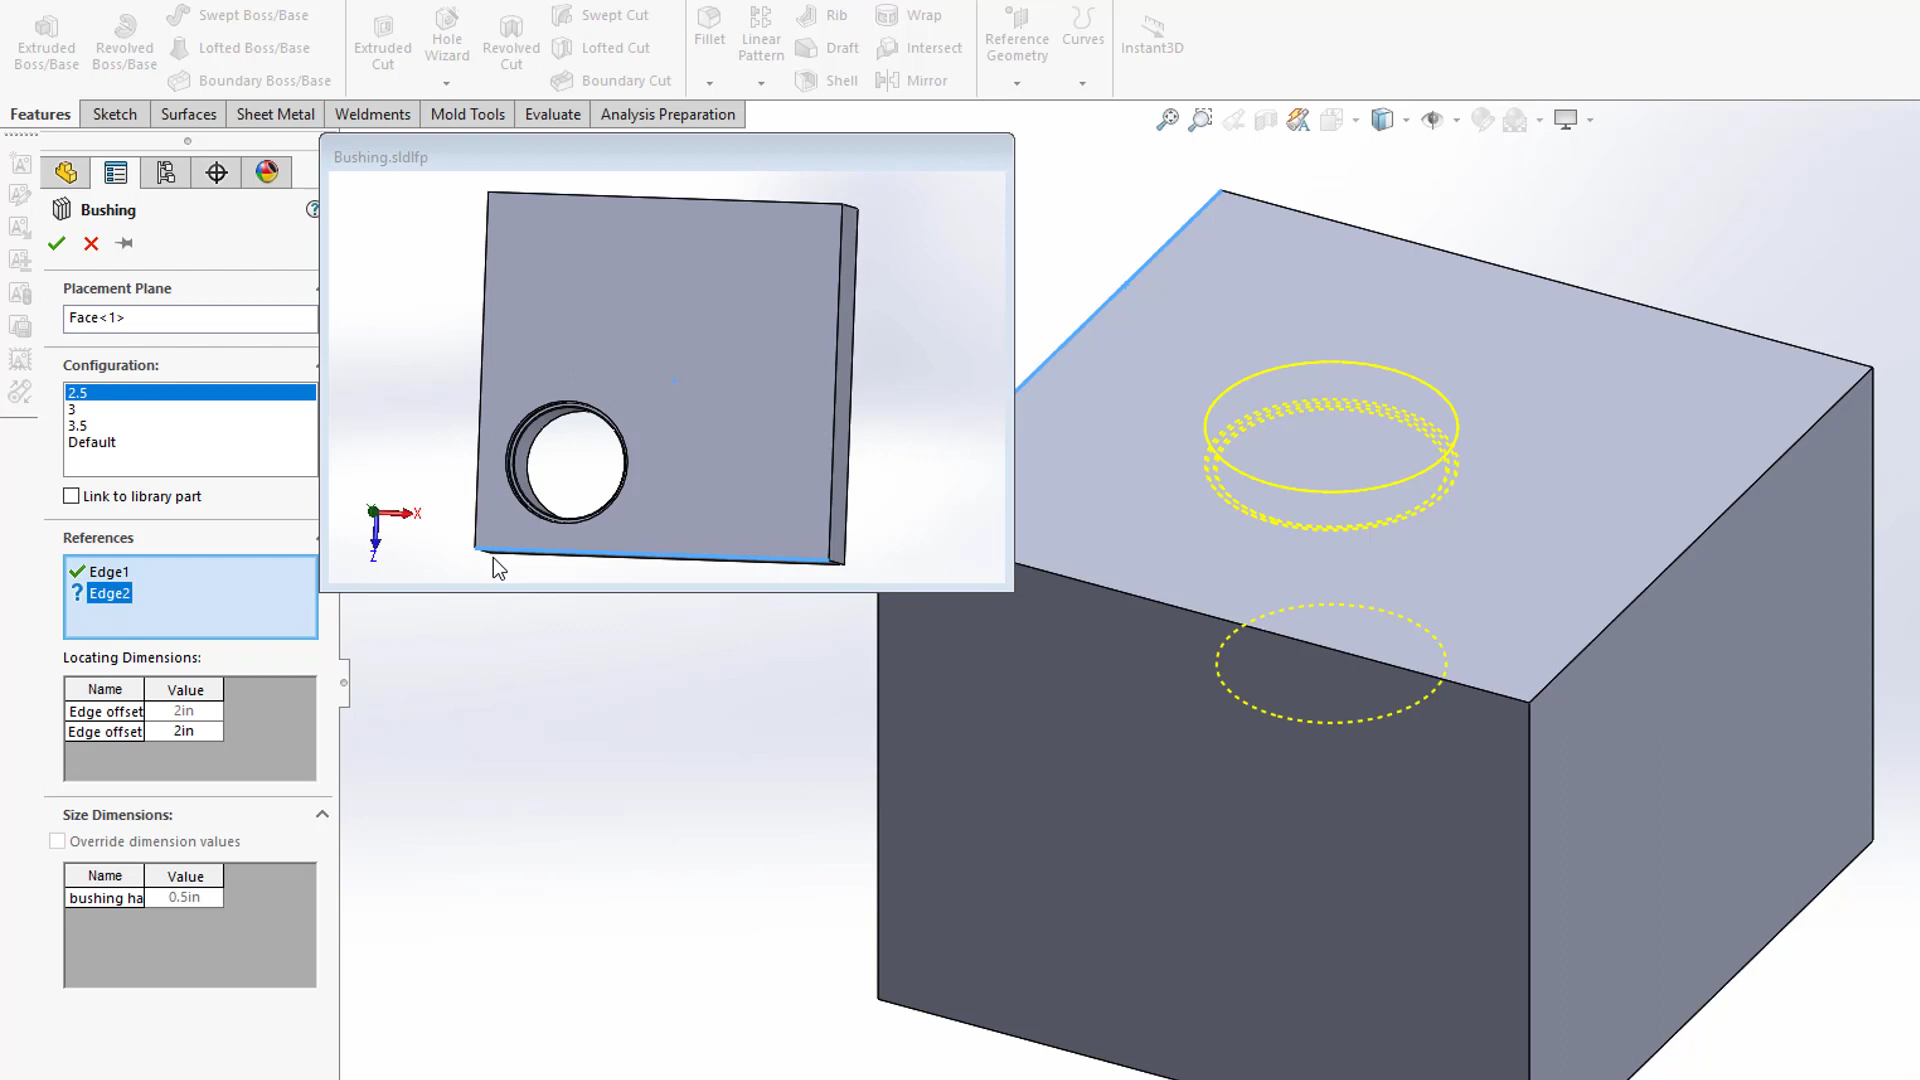 Extruded Boss/Base
Revolved Boss/Base
Swept Boss/Base
Lofted Boss/Base
Boundary Boss/Base
Extruded Cut
Hole Wizard
Revolved Cut
Swept Cut
Lofted Cut
Boundary Cut
Fillet
Linear Pattern
Rib
Draft
Shell
Wrap
Intersect
Mirror
Reference Geometry
Curves
Instant3D
Features
Sketch
Surfaces
Sheet Metal
Weldments
Mold Tools
Evaluate
Analysis Preparation
Bushing
Placement Plane
Face<1>
Configuration:
2.5
3
3.5
Default
Link to library part
References
Edge1
Edge2
Locating Dimensions:
Name Value
Edge offset 2in
Edge offset 2in
Size Dimensions:
Override dimension values
Name Value
bushing ha 0.5in
Bushing.sldlfp
X
Z